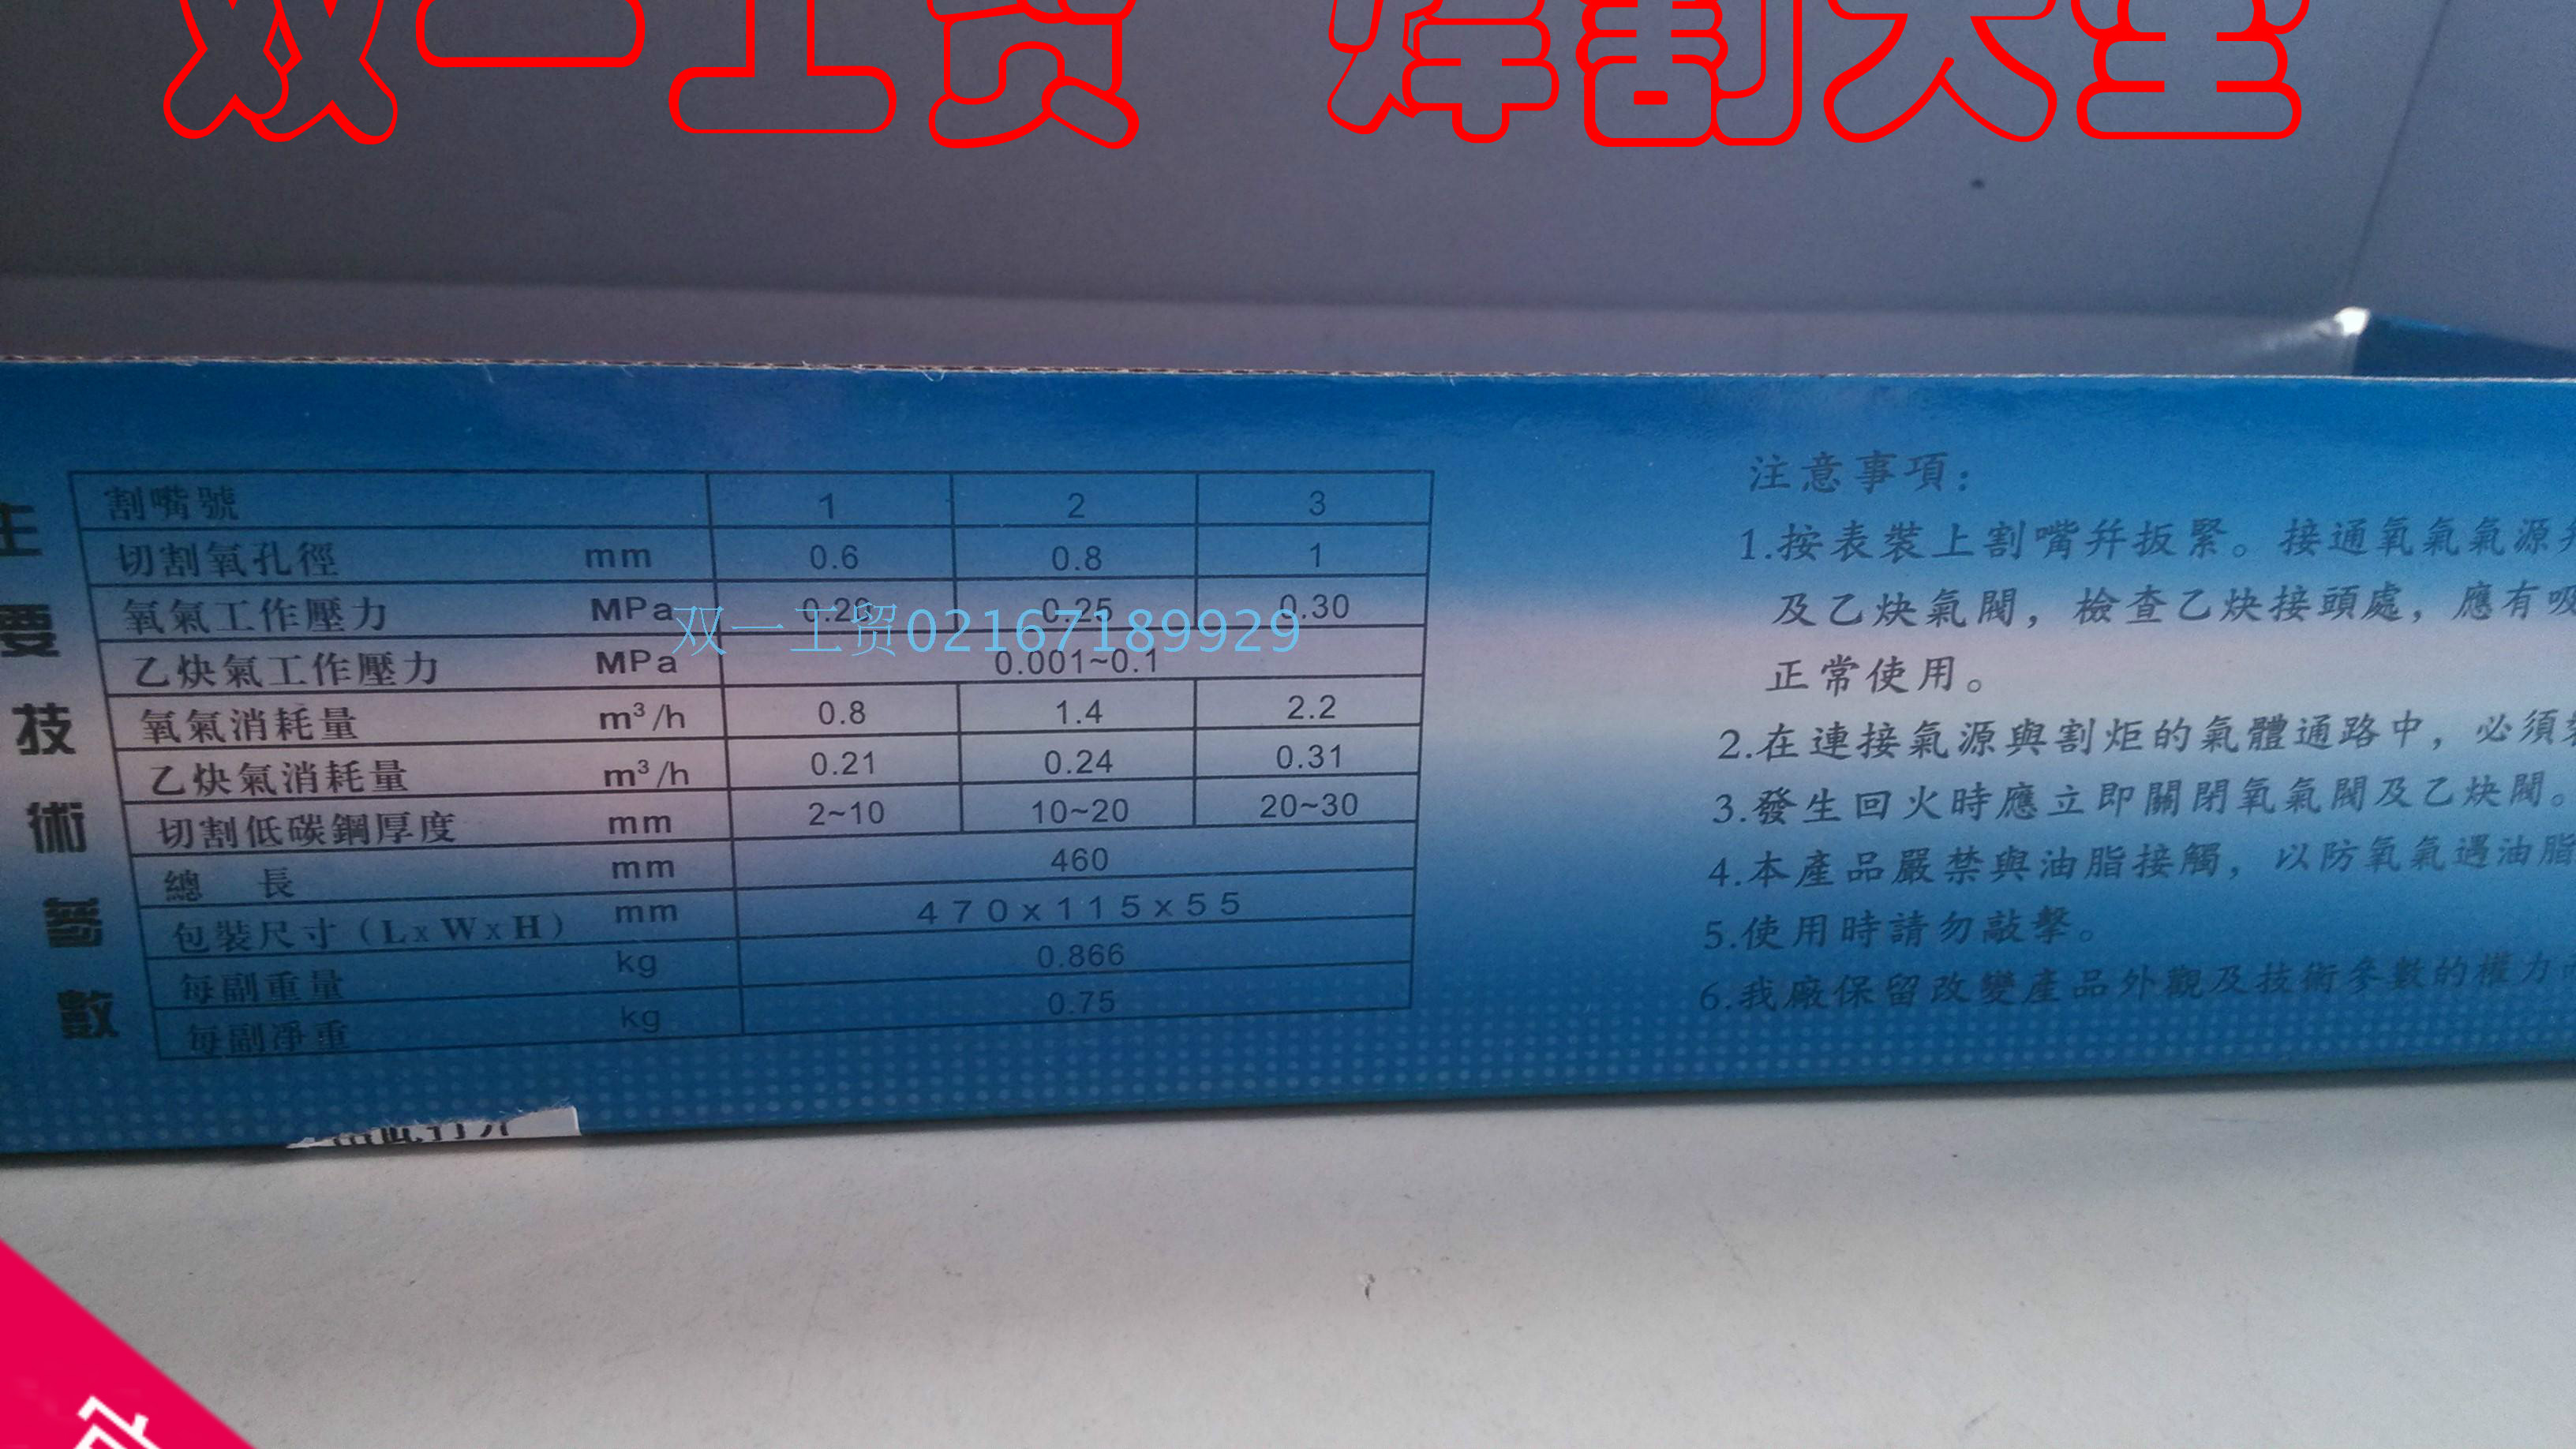 双一工贸 焊割大全
主要技術參數
割嘴號 1 2 3
切割氧孔徑 mm 0.6 0.8 1
氧氣工作壓力 MPa 0.25 0.30
双一工贸02167189929
乙炔氣工作壓力 MPa 0.001~0.1
氧氣消耗量 m³/h 0.8 1.4 2.2
乙炔氣消耗量 m³/h 0.21 0.24 0.31
切割低碳鋼厚度 mm 2~10 10~20 20~30
總 長 mm 460
包裝尺寸(LxWxH) mm 470x115x55
每副重量 kg 0.866
每副凈重 kg 0.75
注意事項:
1.按表裝上割嘴并扳緊。接通氧氣氣源
及乙炔氣閥，檢查乙炔接頭處，應有吸
正常使用。
2.在連接氣源與割炬的氣體通路中，必須
3.發生回火時應立即關閉氧氣閥及乙炔閥。
4.本產品嚴禁與油脂接觸，以防氧氣遇油脂
5.使用時請勿敲擊。
6.我廠保留改變產品外觀及技術參數的權力